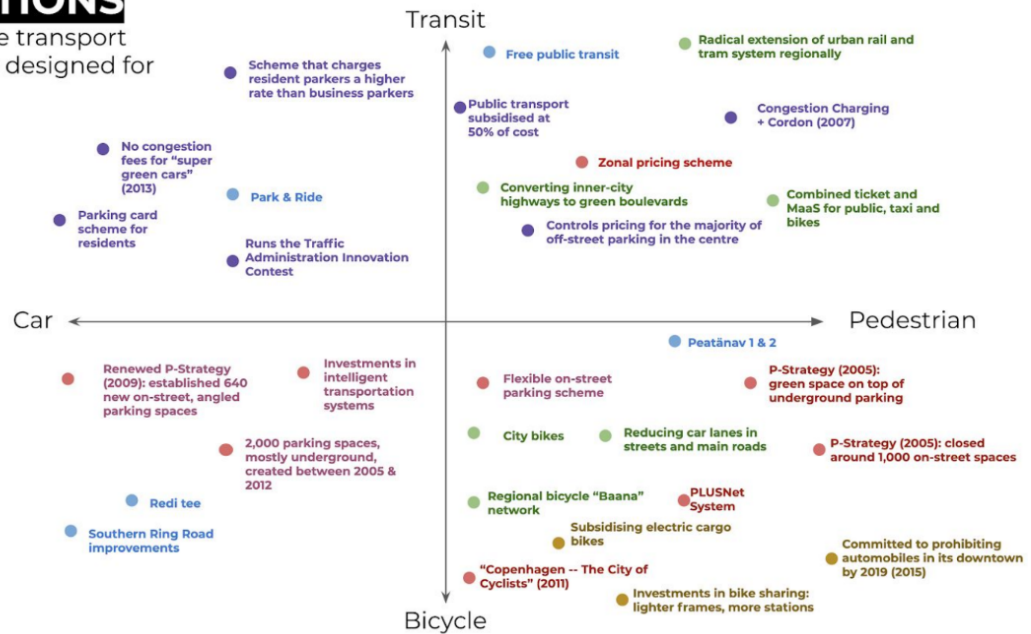 TIONS
e transport
designed for
Transit
Free public transit
Radical extension of urban rail and
tram system regionally
Scheme that charges
resident parkers a higher
rate than business parkers
Public transport
subsidised at
50% of cost
Congestion Charging
+ Cordon (2007)
No congestion
fees for “super
green cars”
(2013)
Zonal pricing scheme
Park & Ride
Converting inner-city
highways to green boulevards
Combined ticket and
MaaS for public, taxi and
bikes
Parking card
scheme for
residents
Controls pricing for the majority of
off-street parking in the centre
Runs the Traffic
Administration Innovation
Contest
Car
Pedestrian
Peatänav 1 & 2
Renewed P-Strategy
(2009): established 640
new on-street, angled
parking spaces
Investments in
intelligent
transportation
systems
Flexible on-street
parking scheme
P-Strategy (2005):
green space on top of
underground parking
2,000 parking spaces,
mostly underground,
created between 2005 &
2012
City bikes
Reducing car lanes in
streets and main roads
P-Strategy (2005): closed
around 1,000 on-street spaces
Redi tee
Regional bicycle “Baana”
network
PLUSNet
System
Southern Ring Road
improvements
Subsidising electric cargo
bikes
Committed to prohibiting
automobiles in its downtown
by 2019 (2015)
“Copenhagen -- The City of
Cyclists” (2011)
Investments in bike sharing:
lighter frames, more stations
Bicycle